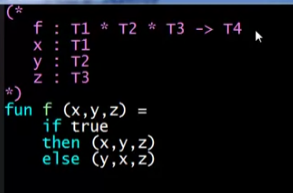 (*
f : T1 * T2 * T3 -> T4
x : T1
y : T2
z : T3
*)
fun f (x,y,z) =
if true
then (x,y,z)
else (y,x,z)